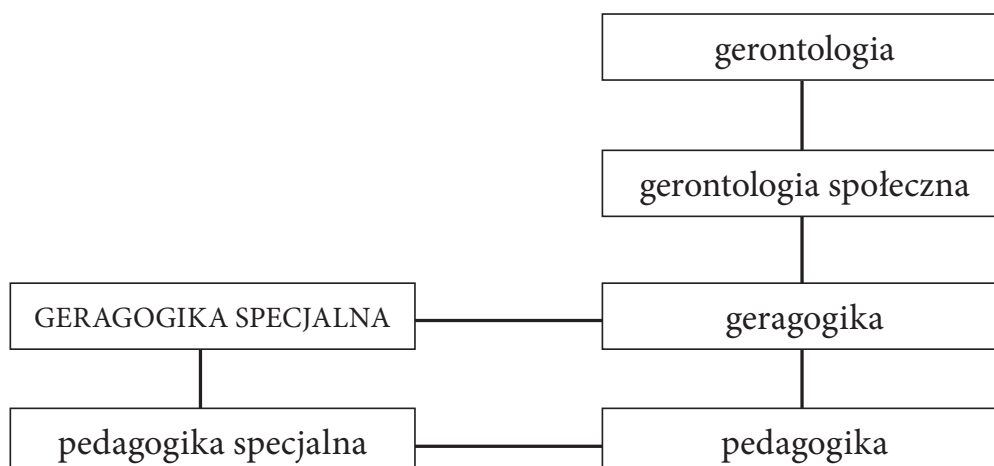 gerontologia
gerontologia społeczna
GERAGOGIKA SPECJALNA
geragogika
pedagogika specjalna
pedagogika